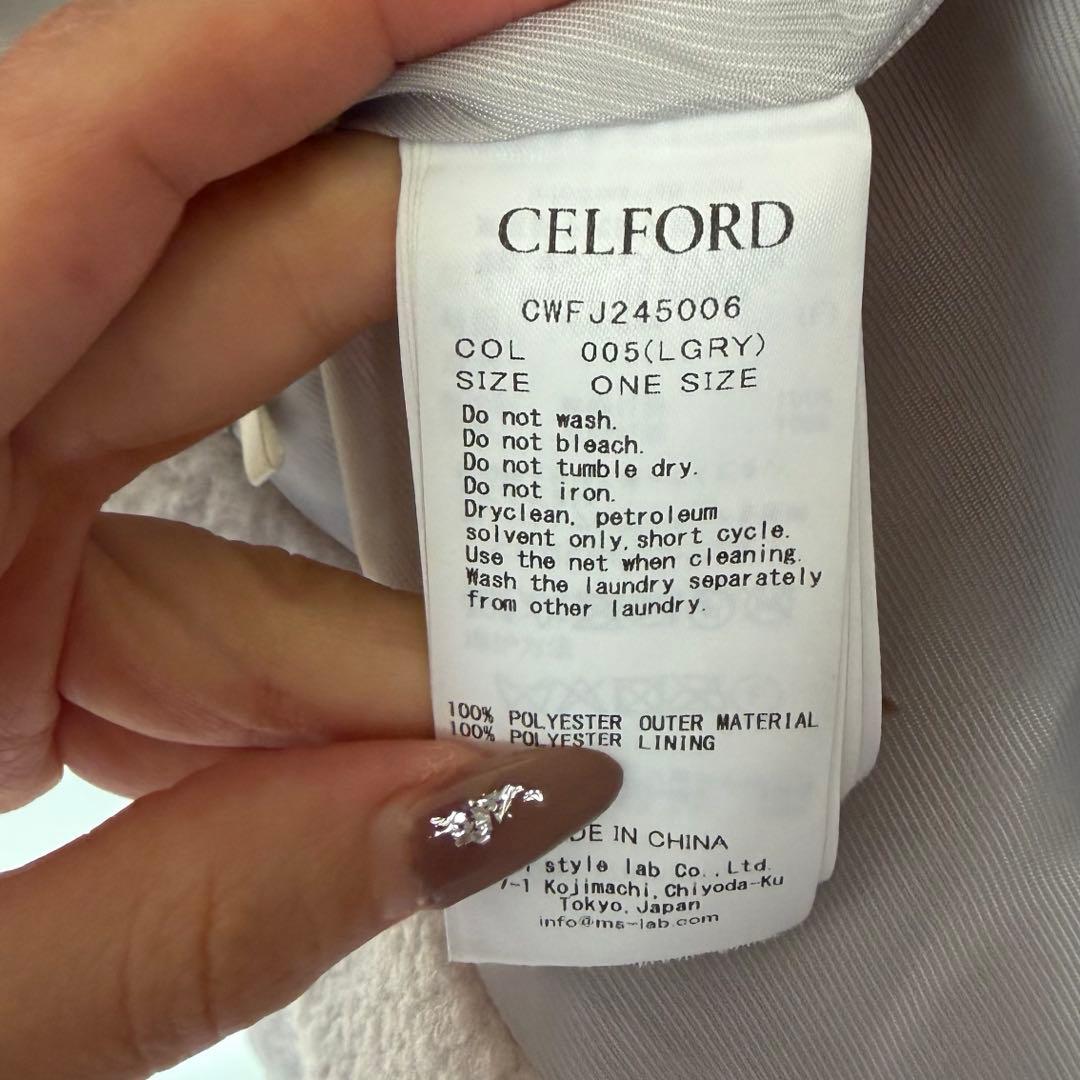 CELFORD
CWFJ245006
COL 005(LGRY)
SIZE ONE SIZE
Do not wash.
Do not bleach.
Do not tumble dry.
Do not iron.
Dryclean, petroleum
solvent only, short cycle.
Use the net when cleaning.
Wash the laundry separately
from other laundry.
100% POLYESTER OUTER MATERIAL
100% POLYESTER LINING
DE IN CHINA
style lab Co., Ltd.
-1 Kojimachi, Chiyoda-Ku
Tokyo, Japan
info@ms-lab.com